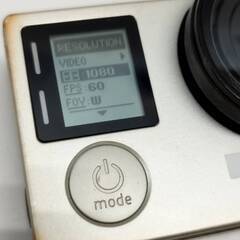 RESOLUTION
VIDEO
1080
FPS: 60
FOV: W
mode